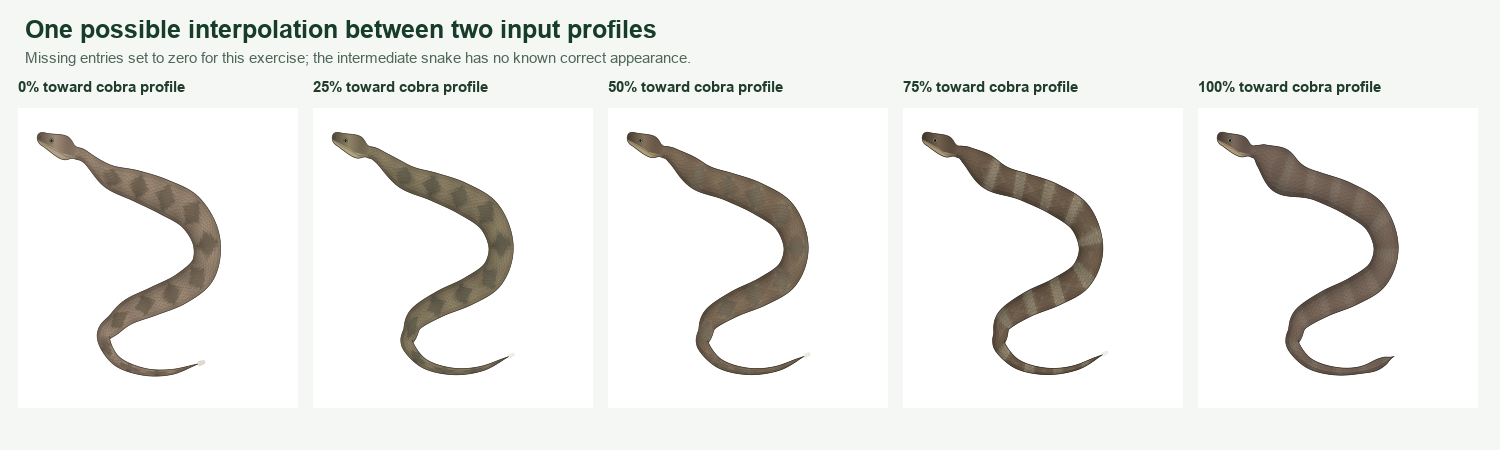 One possible interpolation between two input profiles
Missing entries set to zero for this exercise; the intermediate snake has no known correct appearance.
0% toward cobra profile
25% toward cobra profile
50% toward cobra profile
75% toward cobra profile
100% toward cobra profile